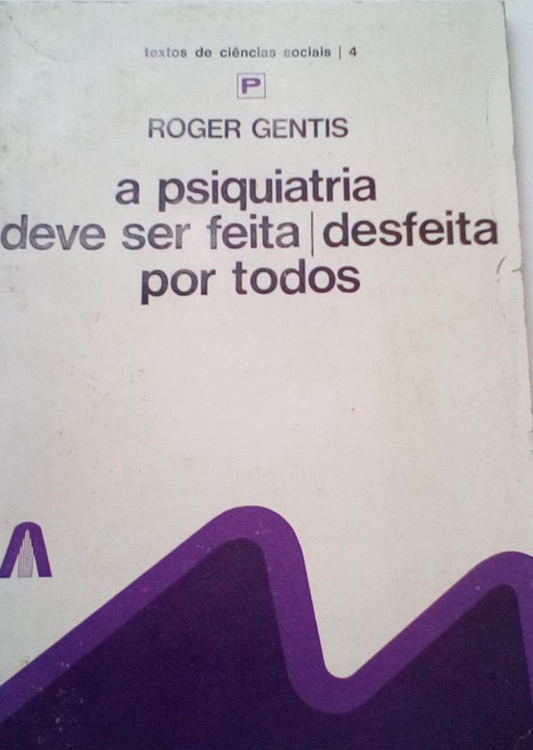 textos de ciências sociais | 4
P
ROGER GENTIS
a psiquiatria
deve ser feita|desfeita
por todos